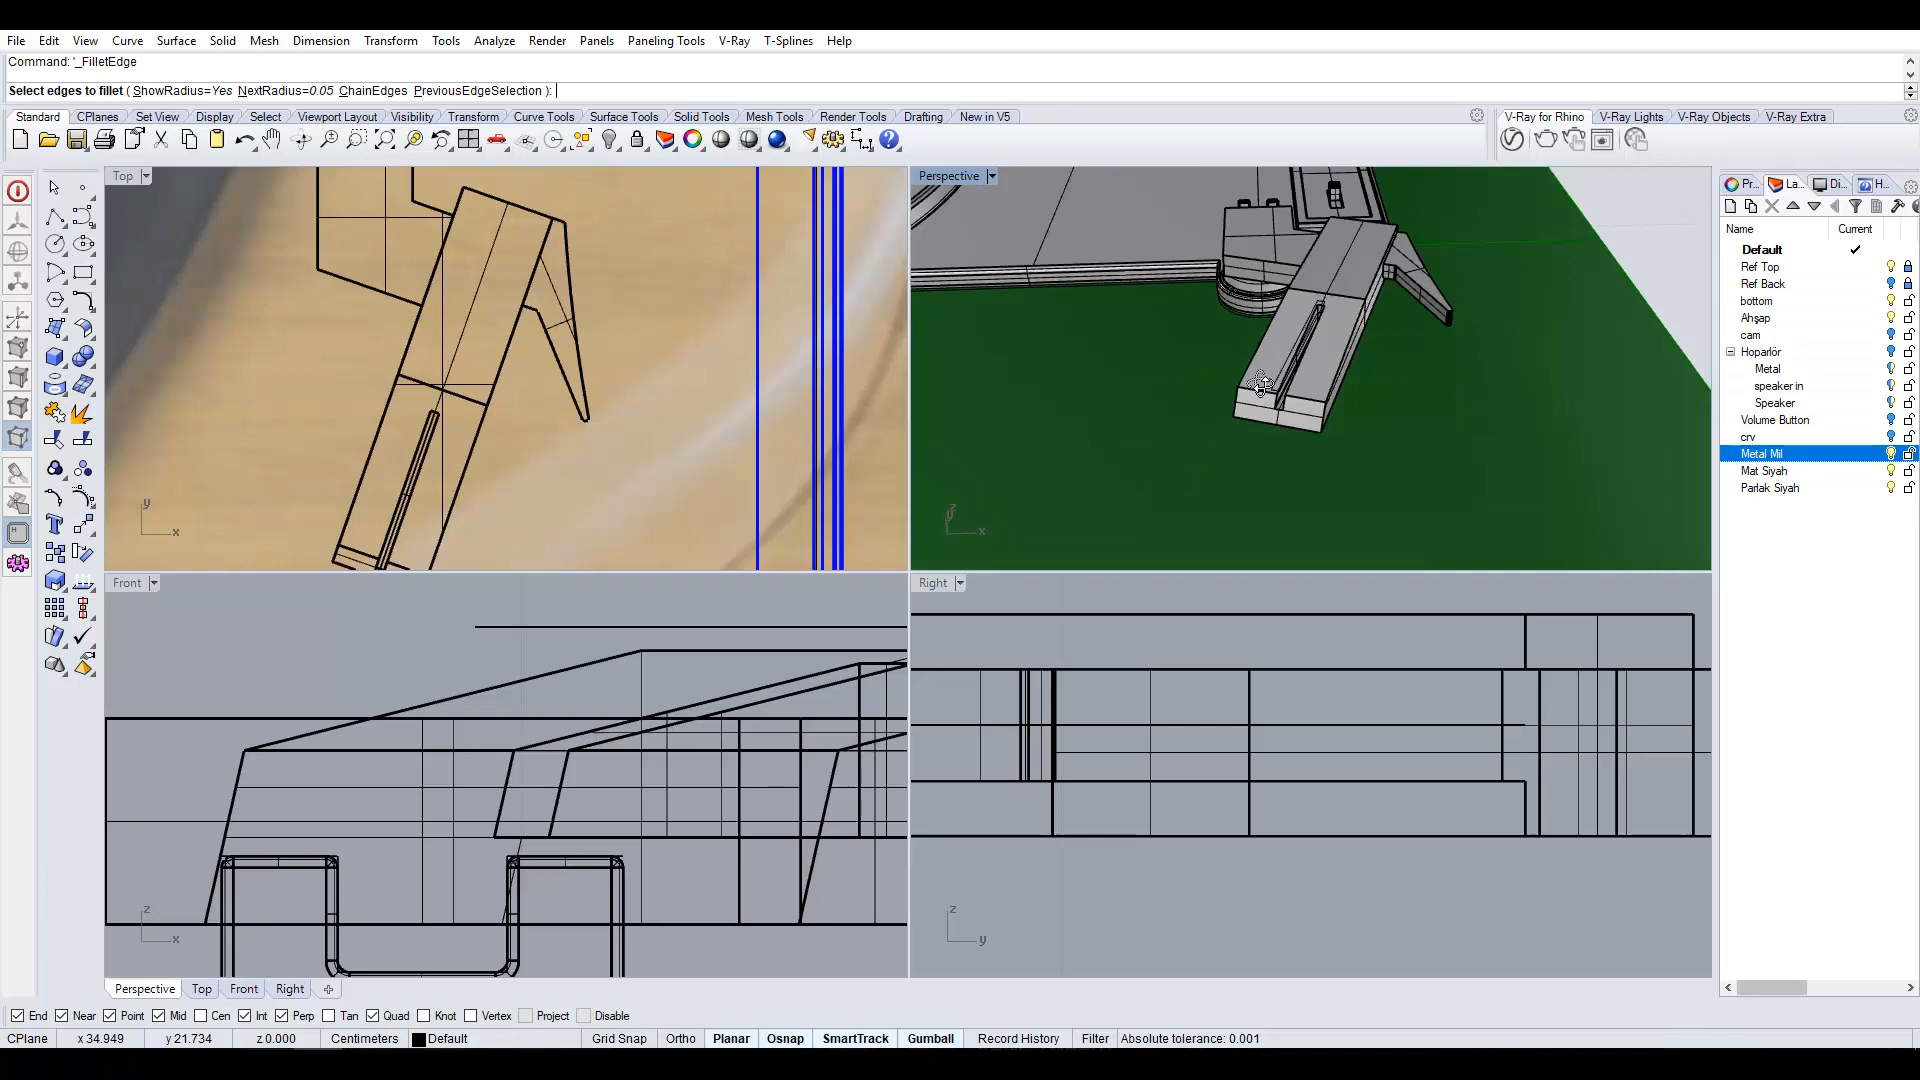 File Edit View Curve Surface Solid Mesh Dimension Transform Tools Analyze Render Panels Paneling Tools V-Ray T-Splines Help
Command: '_FilletEdge
Select edges to fillet ( ShowRadius=Yes NextRadius=0.05 ChainEdges PreviousEdgeSelection ):
Standard CPlanes Set View Display Select Viewport Layout Visibility Transform Curve Tools Surface Tools Solid Tools Mesh Tools Render Tools Drafting New in V5
V-Ray for Rhino V-Ray Lights V-Ray Objects V-Ray Extra
Top
Perspective
Pr... La... Di... H...
Name Current
Default
Ref Top
Ref Back
bottom
Ahşap
cam
Hoparlör
Metal
speaker in
Speaker
Volume Button
crv
Metal Mil
Mat Siyah
Parlak Siyah
y
x
x
Front
Right
z
x
z
y
Perspective Top Front Right
End Near Point Mid Cen Int Perp Tan Quad Knot Vertex Project Disable
CPlane x 34.949 y 21.734 z 0.000 Centimeters Default Grid Snap Ortho Planar Osnap SmartTrack Gumball Record History Filter Absolute tolerance: 0.001